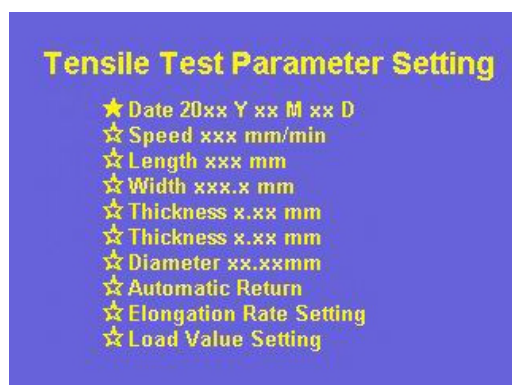 Tensile Test Parameter Setting
★ Date 20xx Y xx M xx D
☆ Speed xxx mm/min
☆ Length xxx mm
☆ Width xxx.x mm
☆ Thickness x.xx mm
☆ Thickness x.xx mm
☆ Diameter xx.xxmm
☆ Automatic Return
☆ Elongation Rate Setting
☆ Load Value Setting